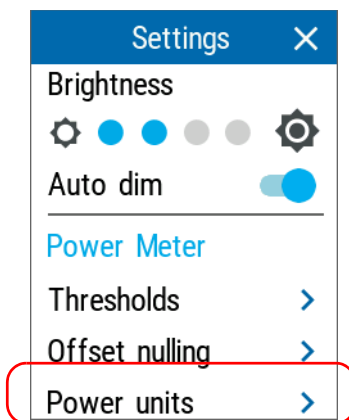 Settings
Brightness
Auto dim
Power Meter
Thresholds
Offset nulling
Power units